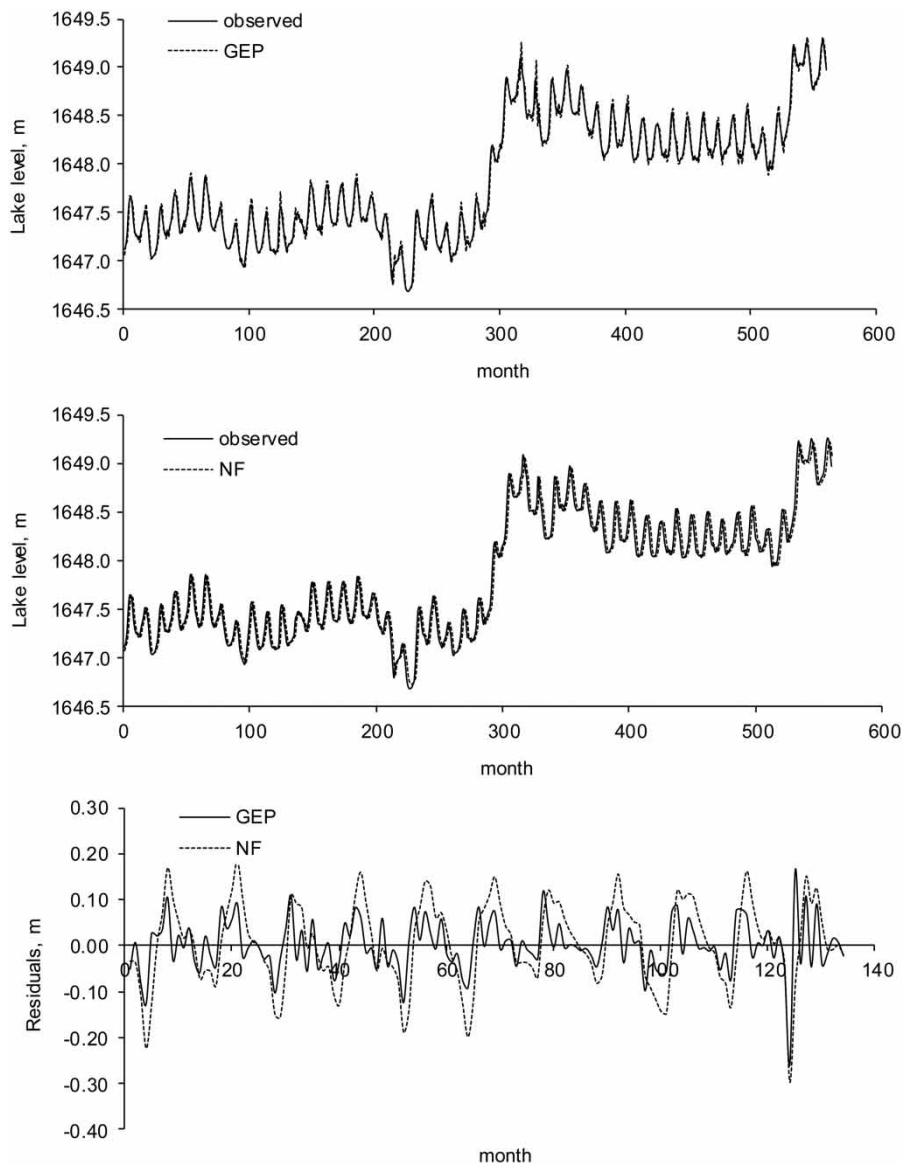 1649.5
observed
GEP
1649.0
1648.5
1648.0
1647.5
1647.0
1646.5
Lake level, m
0 100 200 300 400 500 600
month
1649.5
observed
NF
1649.0
1648.5
1648.0
1647.5
1647.0
1646.5
Lake level, m
0 100 200 300 400 500 600
month
0.30
GEP
NF
0.20
0.10
0.00
-0.10
-0.20
-0.30
-0.40
Residuals, m
0 20 40 60 80 100 120 140
month